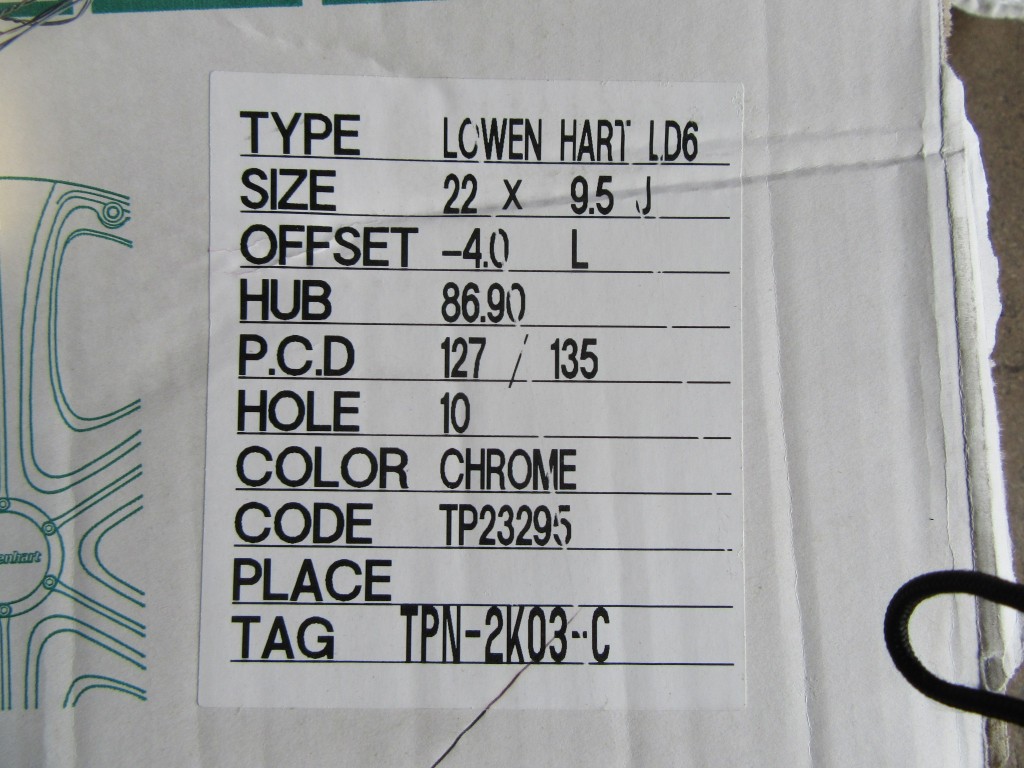 TYPE LOWEN HART LD6
SIZE 22 X 9.5 J
OFFSET -4.0 L
HUB 86.90
P.C.D 127 / 135
HOLE 10
COLOR CHROME
CODE TP23295
PLACE
TAG TPN-2K03-C
enhart